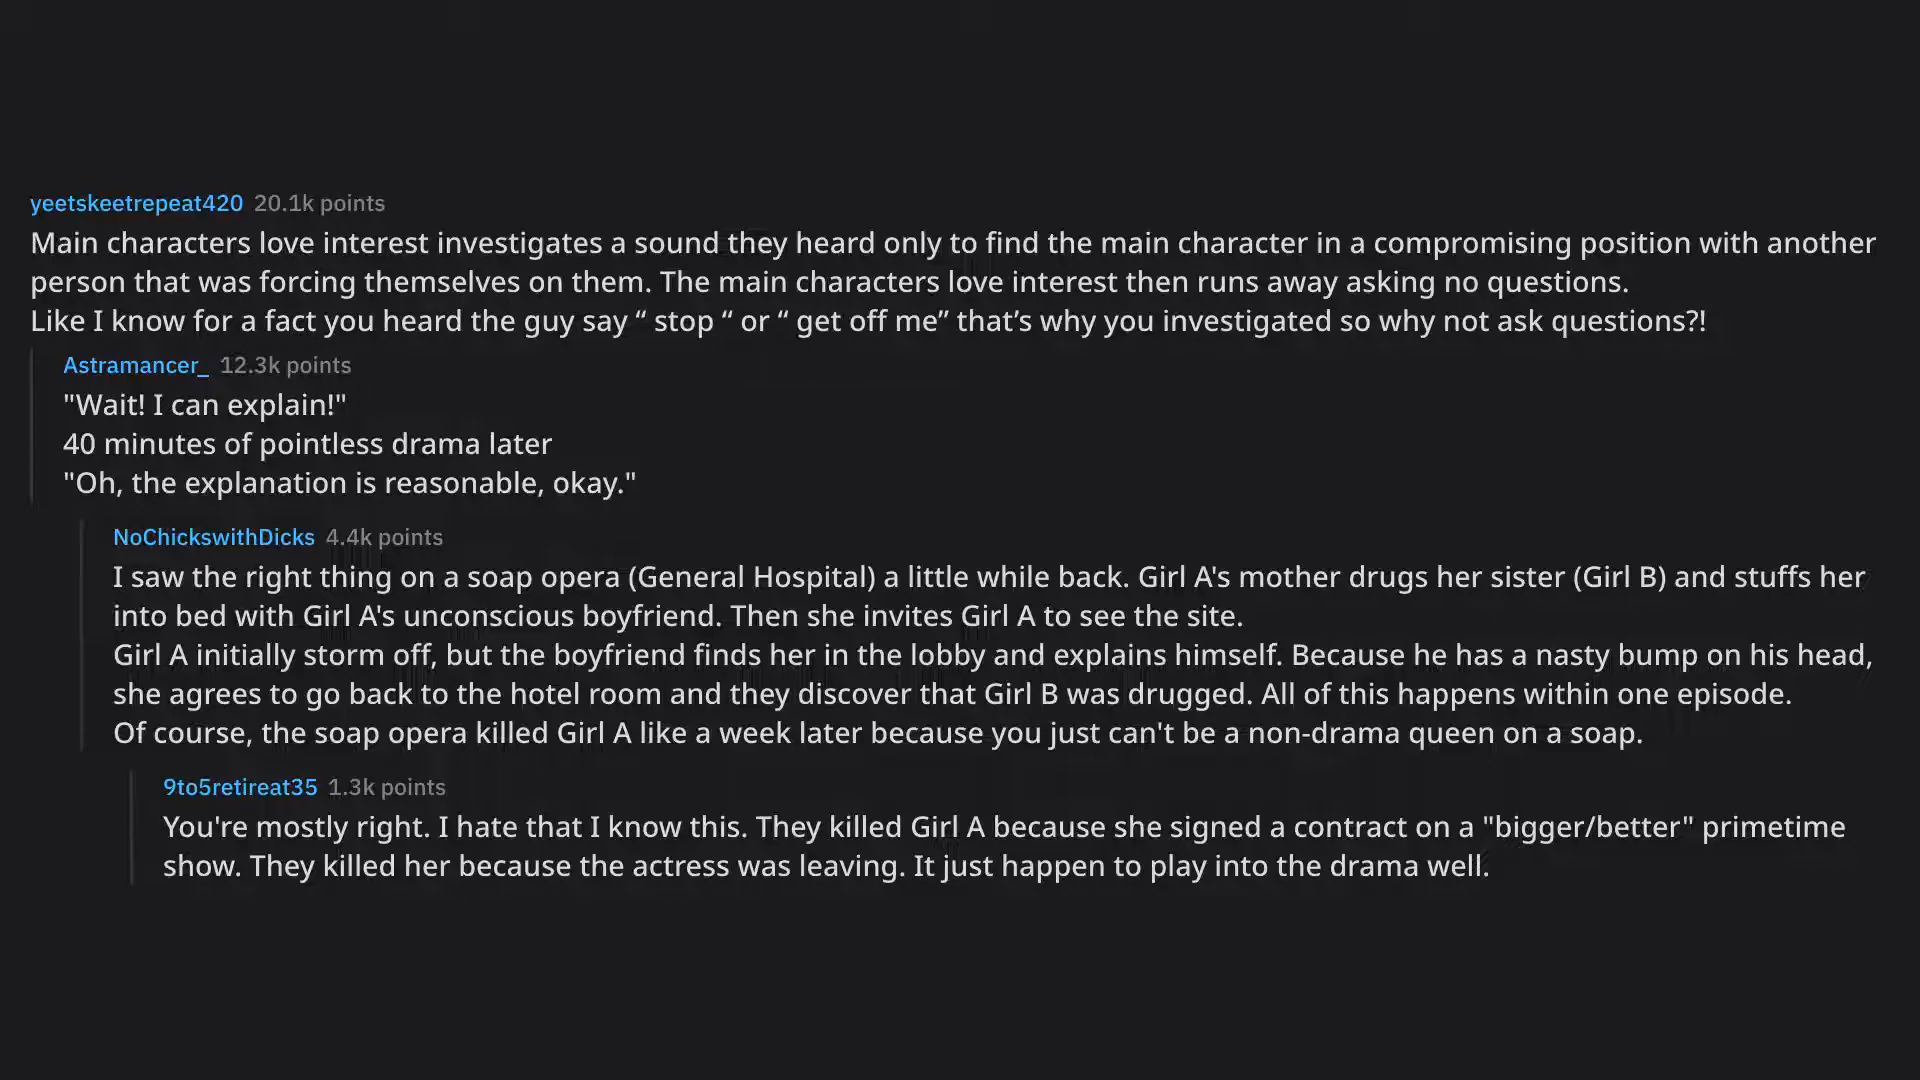 yeetskeetrepeat420 20.1k points
Main characters love interest investigates a sound they heard only to find the main character in a compromising position with another
person that was forcing themselves on them. The main characters love interest then runs away asking no questions.
Like I know for a fact you heard the guy say “ stop “ or “ get off me” that’s why you investigated so why not ask questions?!
Astramancer_ 12.3k points
"Wait! I can explain!"
40 minutes of pointless drama later
"Oh, the explanation is reasonable, okay."
NoChickswithDicks 4.4k points
I saw the right thing on a soap opera (General Hospital) a little while back. Girl A's mother drugs her sister (Girl B) and stuffs her
into bed with Girl A's unconscious boyfriend. Then she invites Girl A to see the site.
Girl A initially storm off, but the boyfriend finds her in the lobby and explains himself. Because he has a nasty bump on his head,
she agrees to go back to the hotel room and they discover that Girl B was drugged. All of this happens within one episode.
Of course, the soap opera killed Girl A like a week later because you just can't be a non-drama queen on a soap.
9to5retireat35 1.3k points
You're mostly right. I hate that I know this. They killed Girl A because she signed a contract on a "bigger/better" primetime
show. They killed her because the actress was leaving. It just happen to play into the drama well.